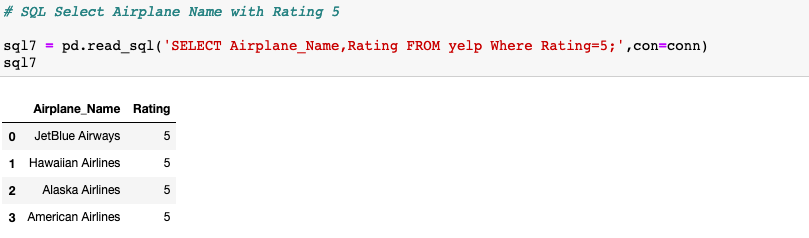 # SQL Select Airplane Name with Rating 5
sql7 = pd.read_sql('SELECT Airplane_Name,Rating FROM yelp Where Rating=5;',con=conn)
sql7
Airplane_Name Rating
0 JetBlue Airways 5
1 Hawaiian Airlines 5
2 Alaska Airlines 5
3 American Airlines 5